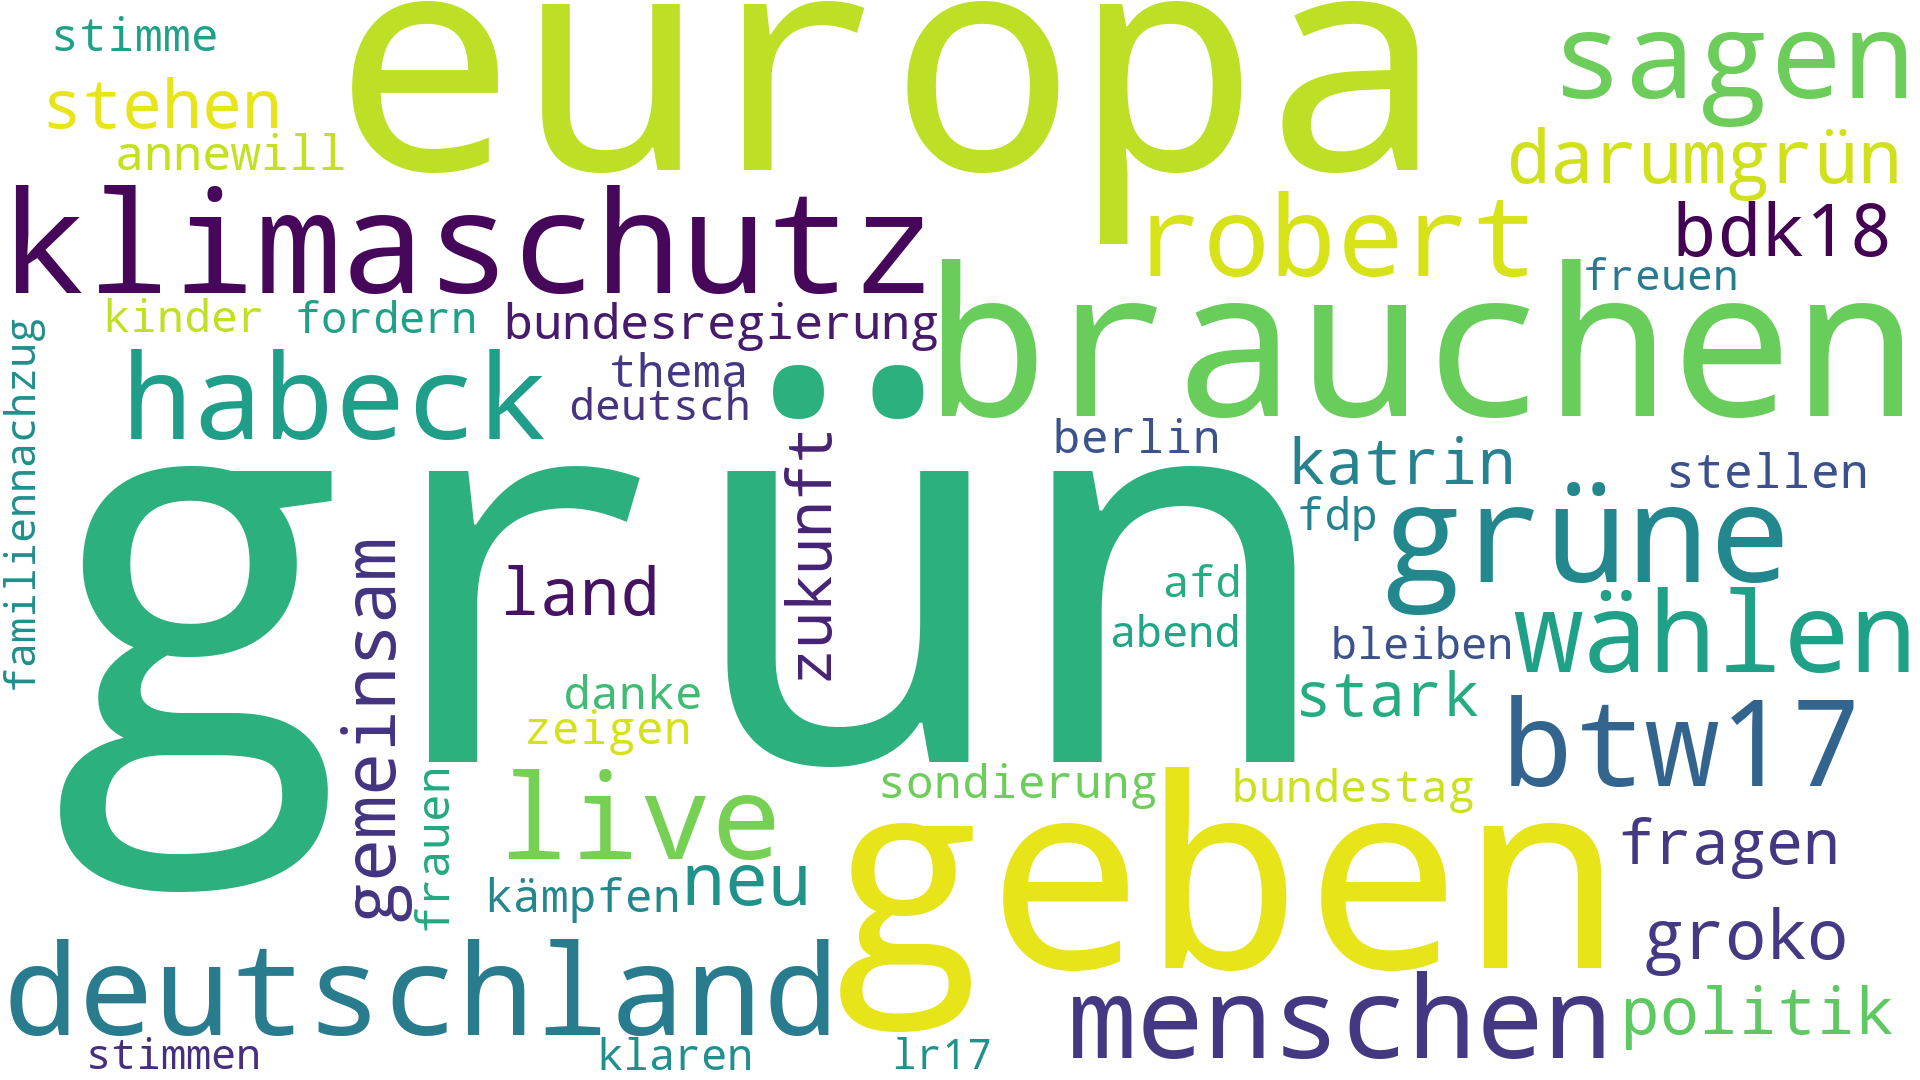 stimme
europa
sagen
stehen
annewill
darumgrün
klimaschutz
robert
bdk18
freuen
kinder
fordern
bundesregierung
brauchen
familiennachzug
habeck
thema
deutsch
grün
zukunft
berlin
katrin
stellen
fdp
grüne
gemeinsam
land
afd
abend
bleiben
wählen
danke
zeigen
stark
btw17
frauen
live
sondierung
bundestag
geben
fragen
kämpfen
neu
groko
deutschland
menschen
politik
stimmen
klaren
lr17